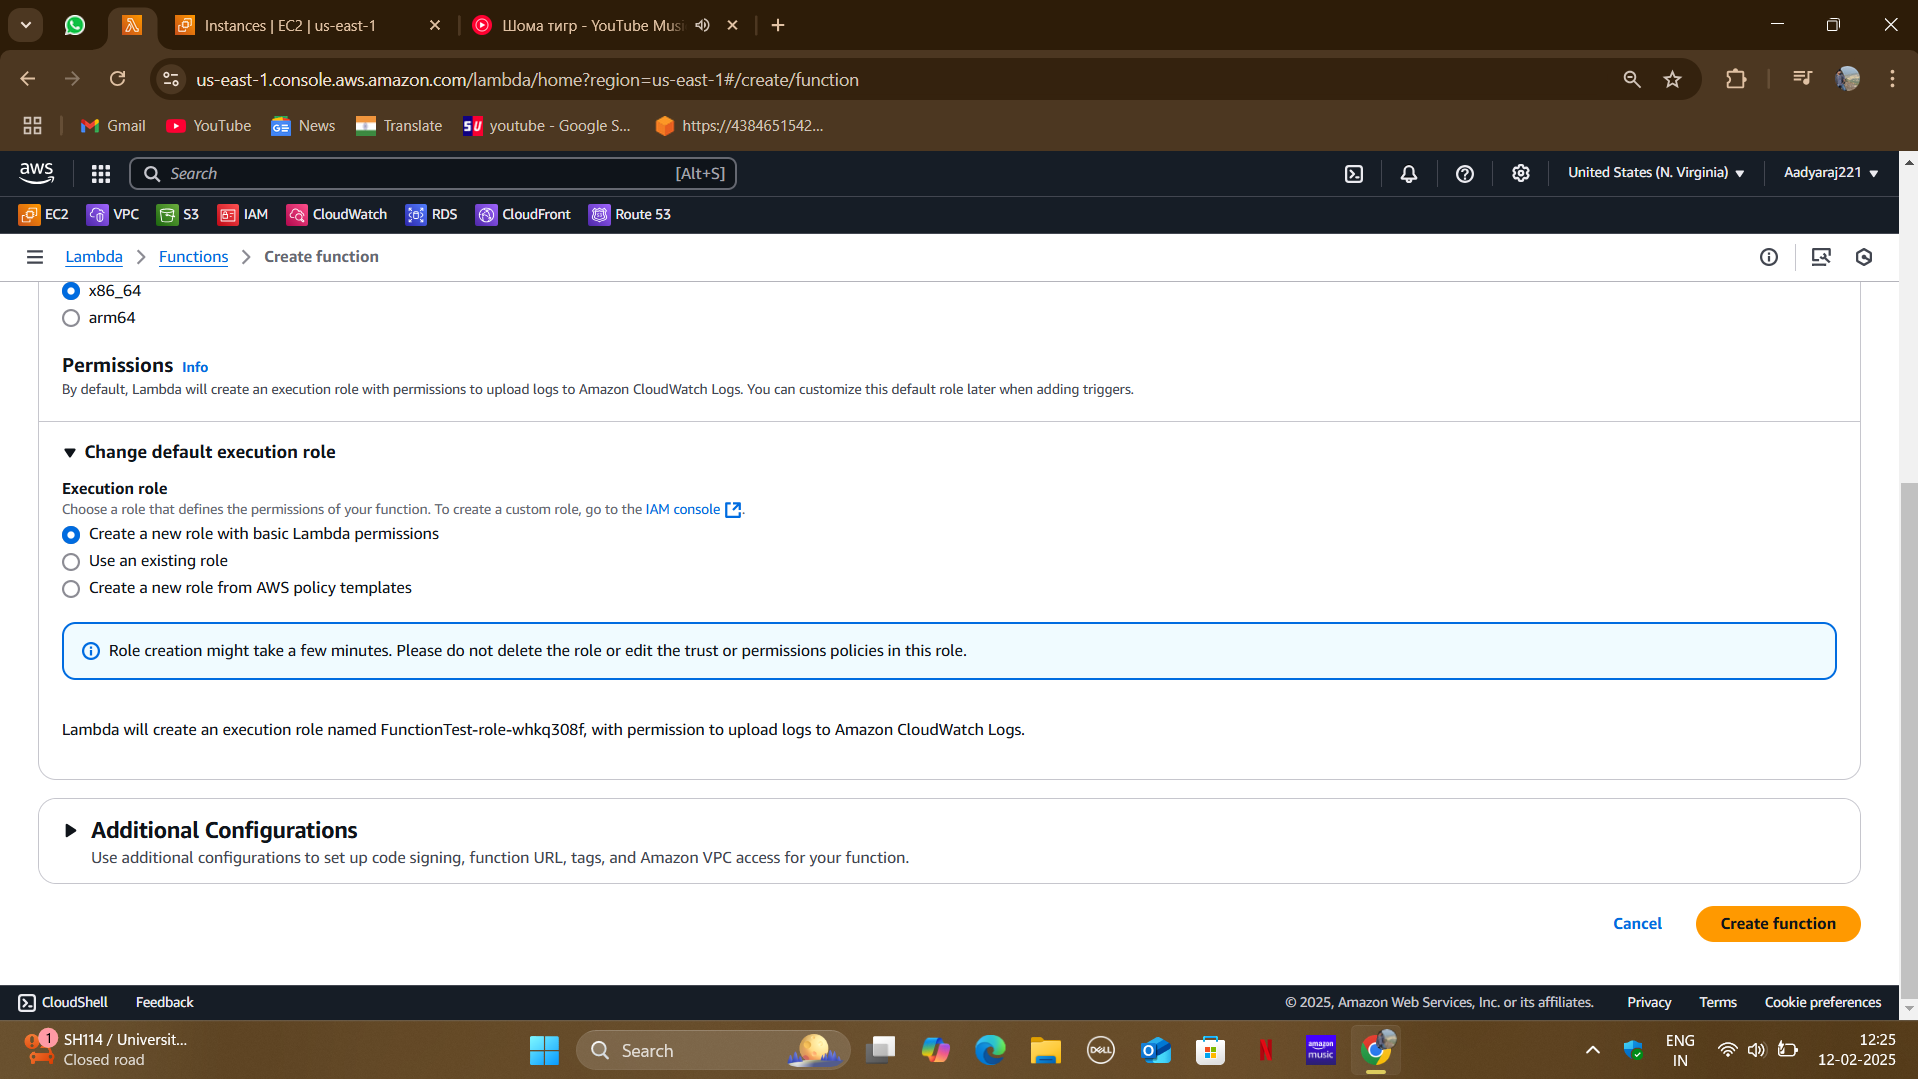 Instances | EC2 | us-east-1
Шома тигр - YouTube Musi
us-east-1.console.aws.amazon.com/lambda/home?region=us-east-1#/create/function
Gmail
YouTube
News
Translate
SU
youtube - Google S...
https://4384651542...
aws
Search
[Alt+S]
United States (N. Virginia)
Aadyaraj221
EC2
VPC
S3
IAM
CloudWatch
RDS
CloudFront
Route 53
Lambda
Functions
Create function
x86_64
arm64
Permissions Info
By default, Lambda will create an execution role with permissions to upload logs to Amazon CloudWatch Logs. You can customize this default role later when adding triggers.
Change default execution role
Execution role
Choose a role that defines the permissions of your function. To create a custom role, go to the IAM console.
Create a new role with basic Lambda permissions
Use an existing role
Create a new role from AWS policy templates
Role creation might take a few minutes. Please do not delete the role or edit the trust or permissions policies in this role.
Lambda will create an execution role named FunctionTest-role-whkq308f, with permission to upload logs to Amazon CloudWatch Logs.
Additional Configurations
Use additional configurations to set up code signing, function URL, tags, and Amazon VPC access for your function.
Cancel
Create function
CloudShell
Feedback
© 2025, Amazon Web Services, Inc. or its affiliates.
Privacy
Terms
Cookie preferences
1
SH114 / Universit...
Closed road
Search
DELL
amazon
music
ENG
IN
12:25
12-02-2025